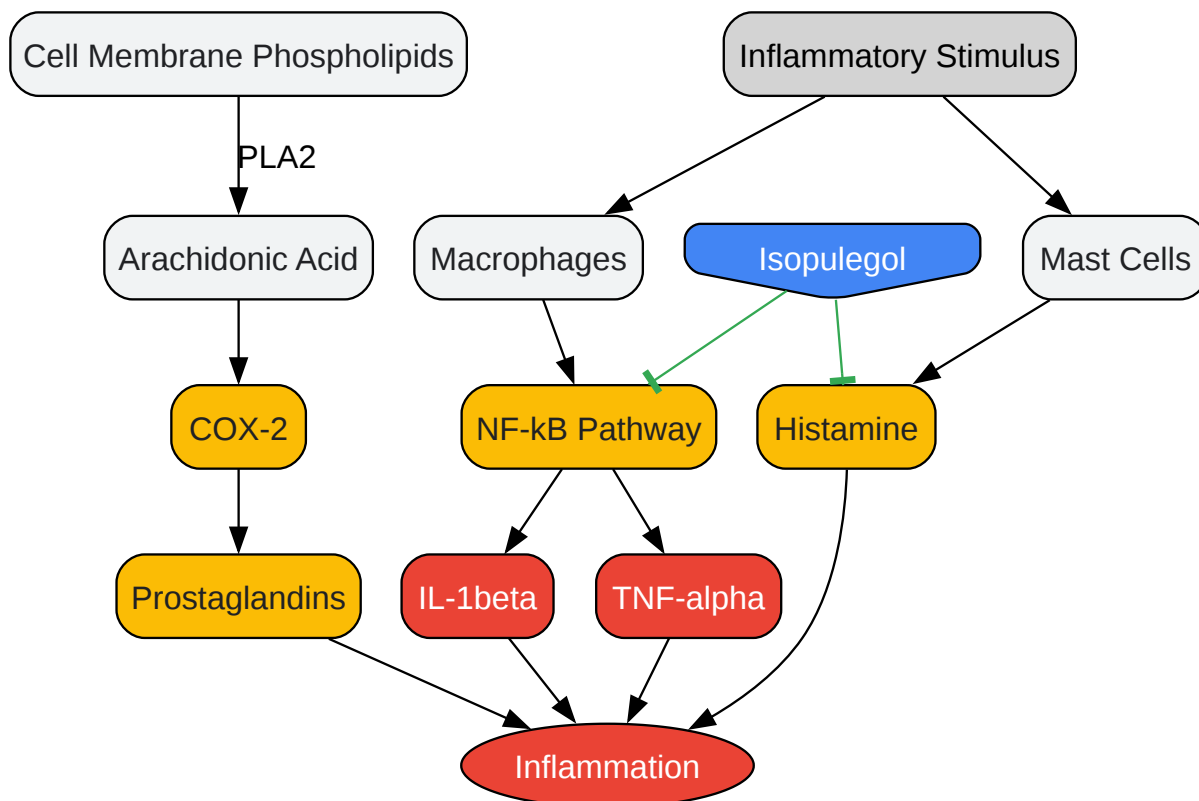 Cell Membrane Phospholipids
Inflammatory Stimulus
PLA2
Arachidonic Acid
Macrophages
Isopulegol
Mast Cells
COX-2
NF-kB Pathway
Histamine
Prostaglandins
IL-1beta
TNF-alpha
Inflammation